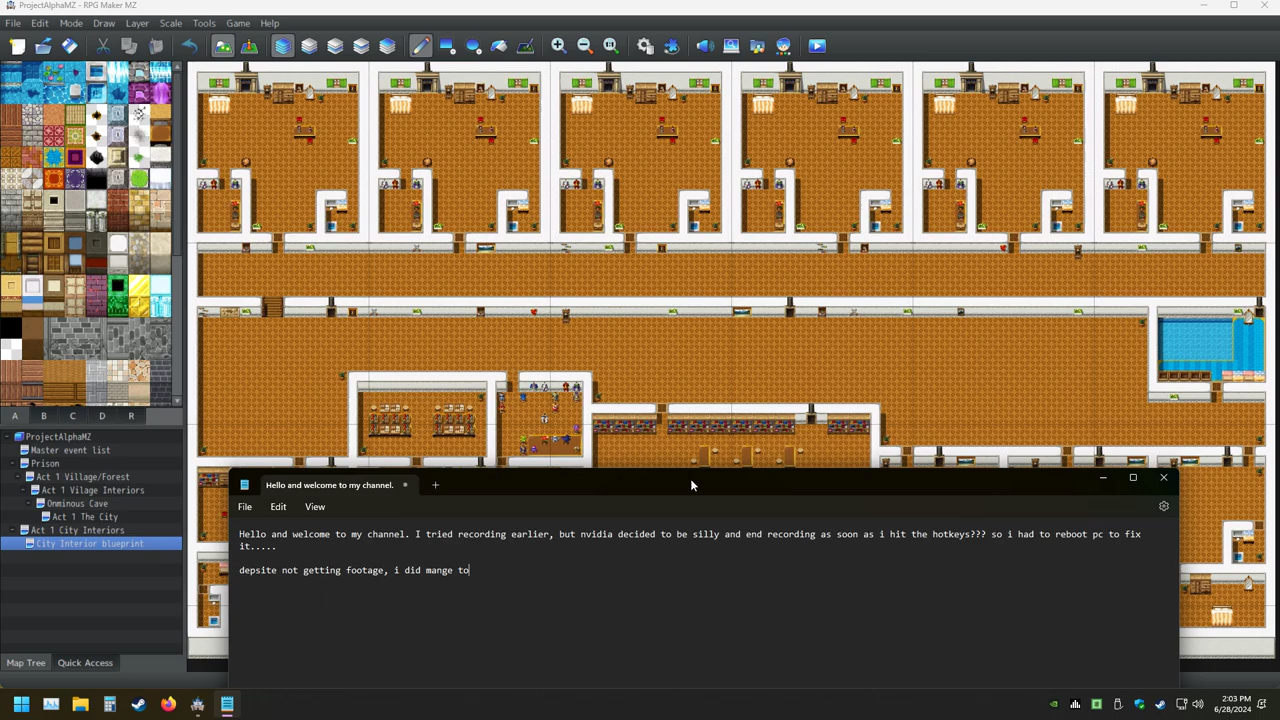 ProjectAlphaMZ - RPG Maker MZ
File Edit Mode Draw Layer Scale Tools Game Help
A B C D R
ProjectAlphaMZ
Master event list
Prison
Act 1 Village/Forest
Act 1 Vilage Interiors
Onminous Cave
Act 1 The City
Act 1 City Interiors
City Interior blueprint
Map Tree Quick Access
Hello and welcome to my channel.
File Edit View
Hello and welcome to my channel. I tried recording earlier, but nvidia decided to be silly and end recording as soon as i hit the hotkeys??? so i had to reboot pc to fix
it.....
depsite not getting footage, i did mange to
2:03 PM
6/28/2024